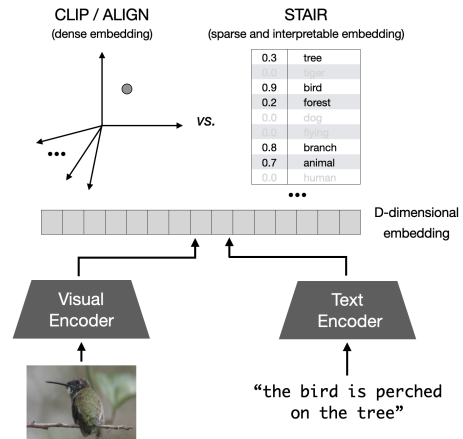 CLIP / ALIGN
(dense embedding)
STAIR
(sparse and interpretable embedding)
vs.
0.3 tree
0.0 tiger
0.9 bird
0.2 forest
0.0 dog
0.0 flying
0.8 branch
0.7 animal
0.0 human
D-dimensional
embedding
Visual
Encoder
Text
Encoder
“the bird is perched
on the tree”